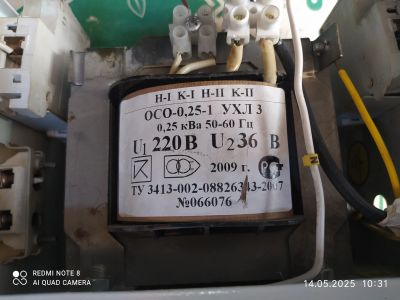 Н-I К-I Н-II К-II
ОСО-0,25-1 УХЛ 3
0,25 кВа 50-60 Гц
U1 220 В U2 36 В
2009 г.
ТУ 3413-002-08826343-2007
№066076
REDMI NOTE 8
AI QUAD CAMERA
14.05.2025 10:31